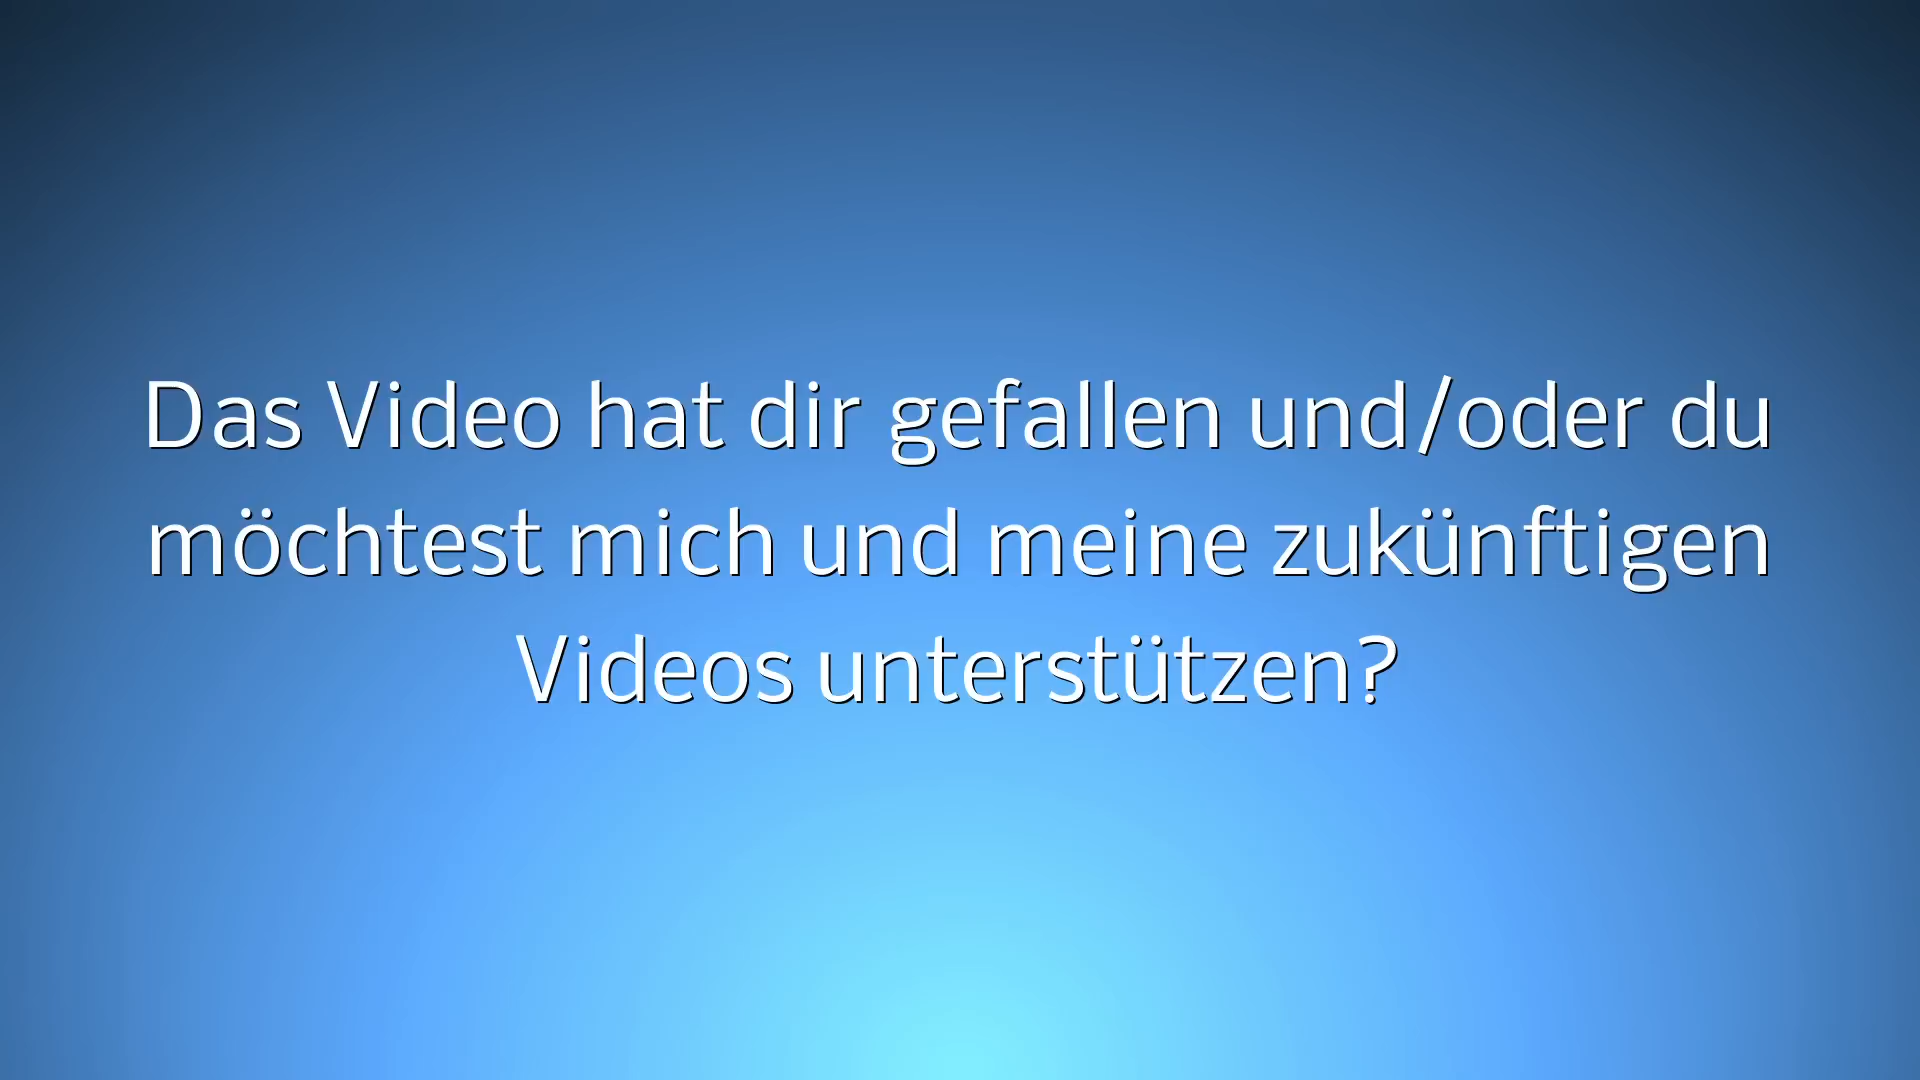 Das Video hat dir gefallen und/oder du
möchtest mich und meine zukünftigen
Videos unterstützen?